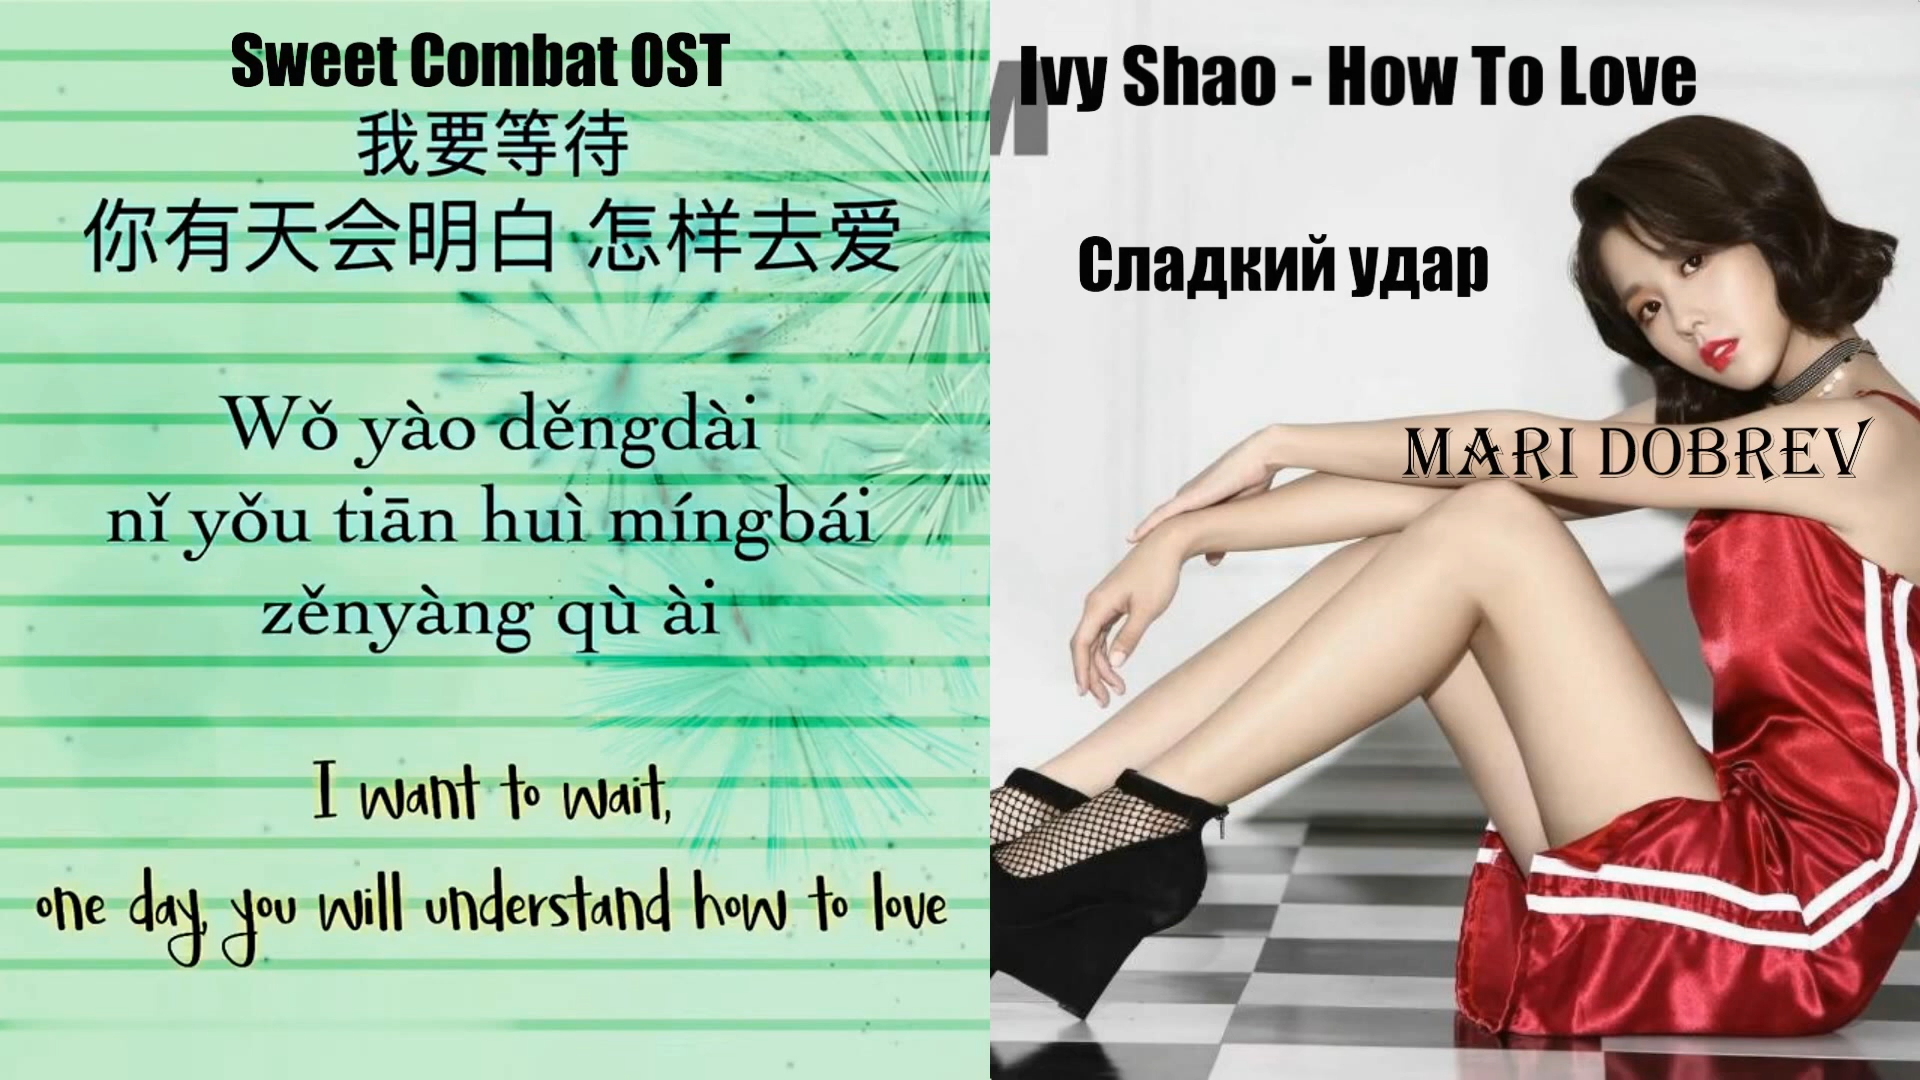 Sweet Combat OST
我要等待
你有天会明白 怎样去爱
Wǒ yào děngdài
nǐ yǒu tiān huì míngbái
zěnyàng qù ài
I want to wait,
one day, you will understand how to love
Ivy Shao - How To Love
Сладкий удар
MARI DOBREV